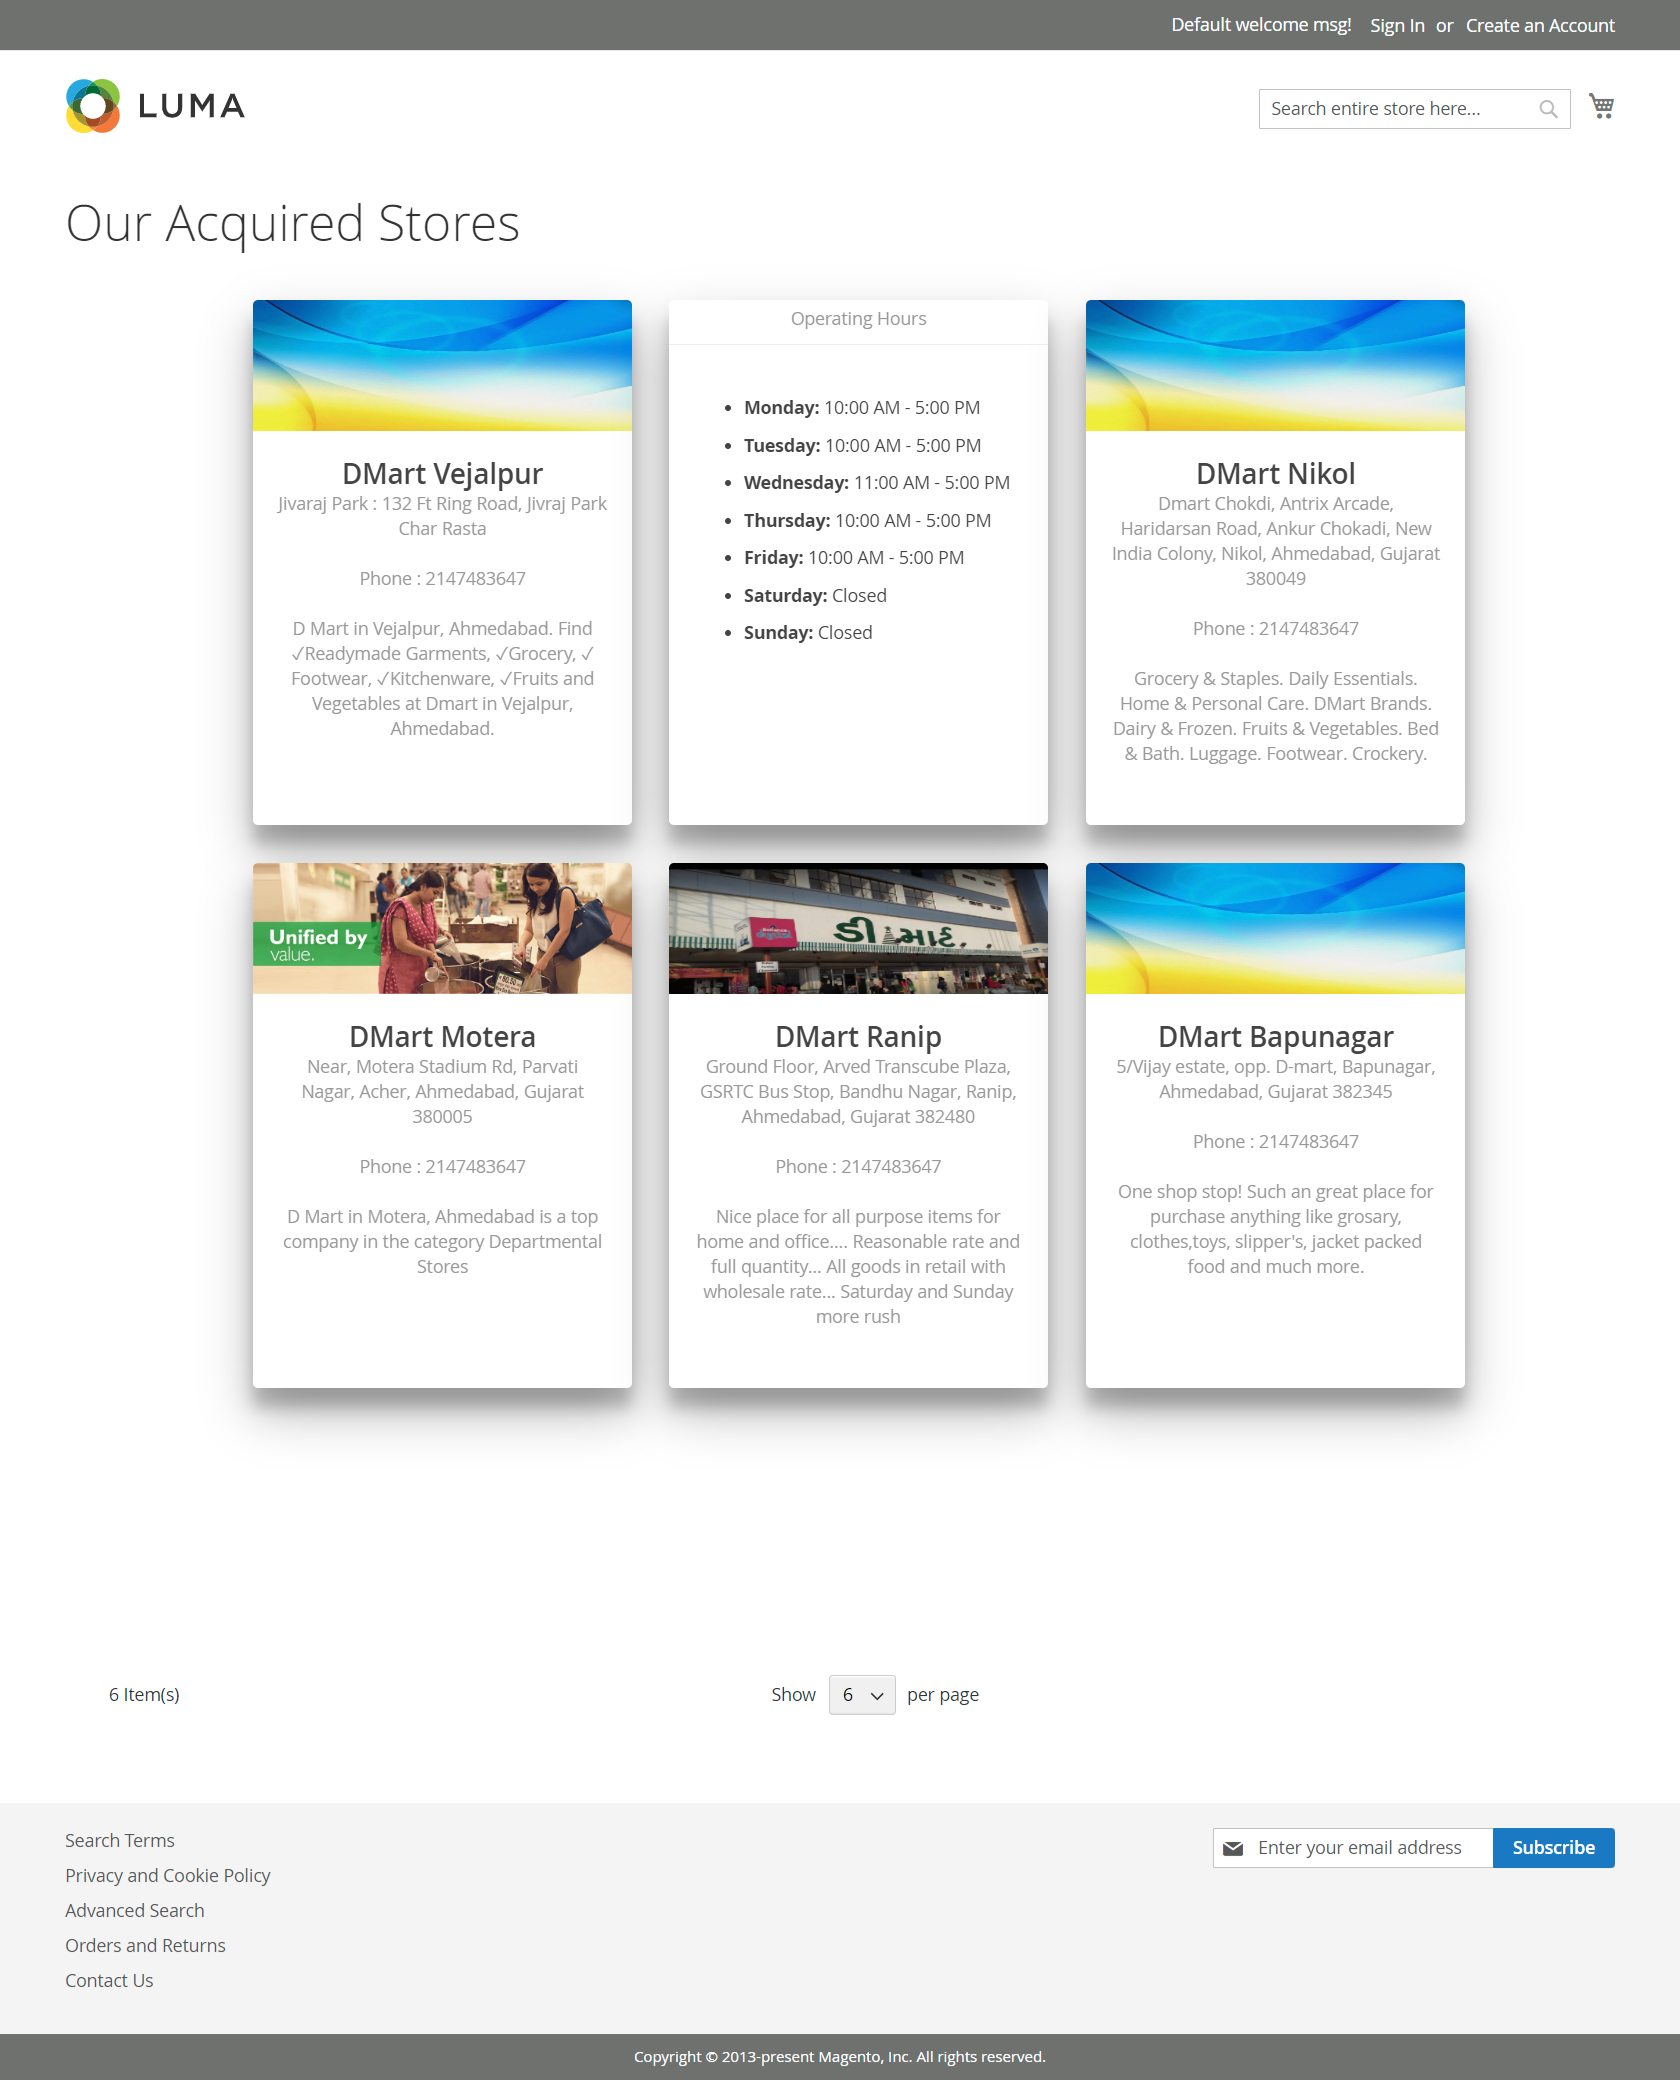 Default welcome msg! Sign In or Create an Account
LUMA
Search entire store here...
Our Acquired Stores
DMart Vejalpur
Jivaraj Park : 132 Ft Ring Road, Jivraj Park
Char Rasta
Phone : 2147483647
D Mart in Vejalpur, Ahmedabad. Find
✓Readymade Garments, ✓Grocery, ✓
Footwear, ✓Kitchenware, ✓Fruits and
Vegetables at Dmart in Vejalpur,
Ahmedabad.
Operating Hours
• Monday: 10:00 AM - 5:00 PM
• Tuesday: 10:00 AM - 5:00 PM
• Wednesday: 11:00 AM - 5:00 PM
• Thursday: 10:00 AM - 5:00 PM
• Friday: 10:00 AM - 5:00 PM
• Saturday: Closed
• Sunday: Closed
DMart Nikol
Dmart Chokdi, Antrix Arcade,
Haridarsan Road, Ankur Chokadi, New
India Colony, Nikol, Ahmedabad, Gujarat
380049
Phone : 2147483647
Grocery & Staples. Daily Essentials.
Home & Personal Care. DMart Brands.
Dairy & Frozen. Fruits & Vegetables. Bed
& Bath. Luggage. Footwear. Crockery.
Unified by
value.
DMart Motera
Near, Motera Stadium Rd, Parvati
Nagar, Acher, Ahmedabad, Gujarat
380005
Phone : 2147483647
D Mart in Motera, Ahmedabad is a top
company in the category Departmental
Stores
ડી માર્ટ
DMart Ranip
Ground Floor, Arved Transcube Plaza,
GSRTC Bus Stop, Bandhu Nagar, Ranip,
Ahmedabad, Gujarat 382480
Phone : 2147483647
Nice place for all purpose items for
home and office.... Reasonable rate and
full quantity... All goods in retail with
wholesale rate... Saturday and Sunday
more rush
DMart Bapunagar
5/Vijay estate, opp. D-mart, Bapunagar,
Ahmedabad, Gujarat 382345
Phone : 2147483647
One shop stop! Such an great place for
purchase anything like grosary,
clothes,toys, slipper's, jacket packed
food and much more.
6 Item(s)
Show 6 per page
Search Terms
Privacy and Cookie Policy
Advanced Search
Orders and Returns
Contact Us
Enter your email address
Subscribe
Copyright © 2013-present Magento, Inc. All rights reserved.